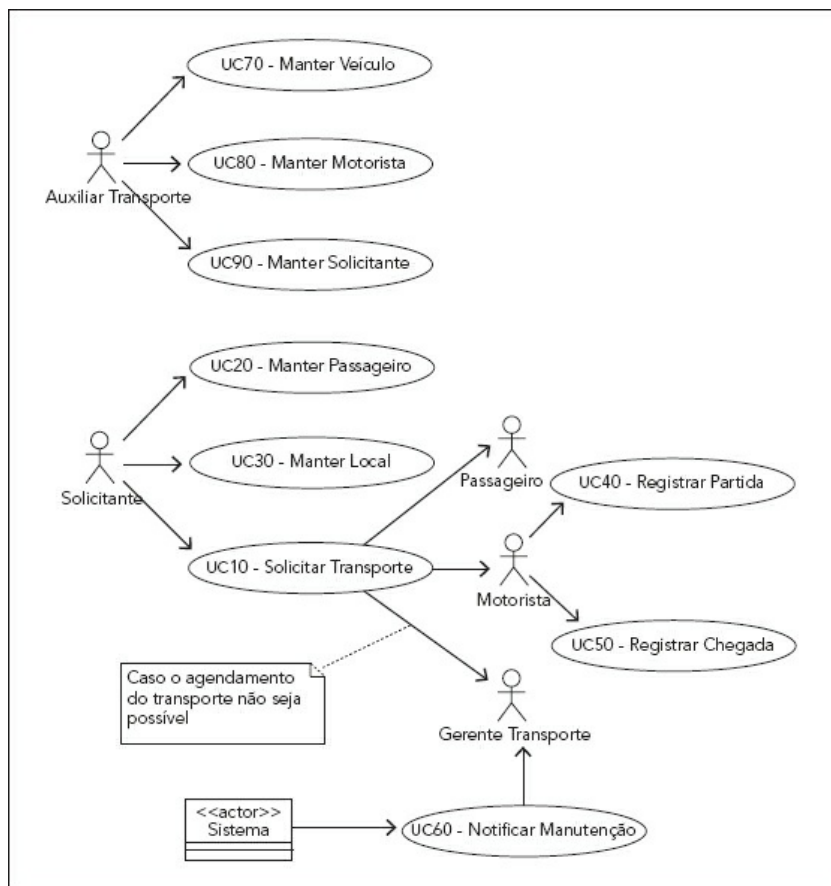 UC70 - Manter Veículo
UC80 - Manter Motorista
Auxiliar Transporte
UC90 - Manter Solicitante
UC20 - Manter Passageiro
UC30 - Manter Local
Solicitante
Passageiro
UC40 - Registrar Partida
UC10 - Solicitar Transporte
Motorista
UC50 - Registrar Chegada
Caso o agendamento
do transporte não seja
possível
Gerente Transporte
<<actor>>
Sistema
UC60 - Notificar Manutenção